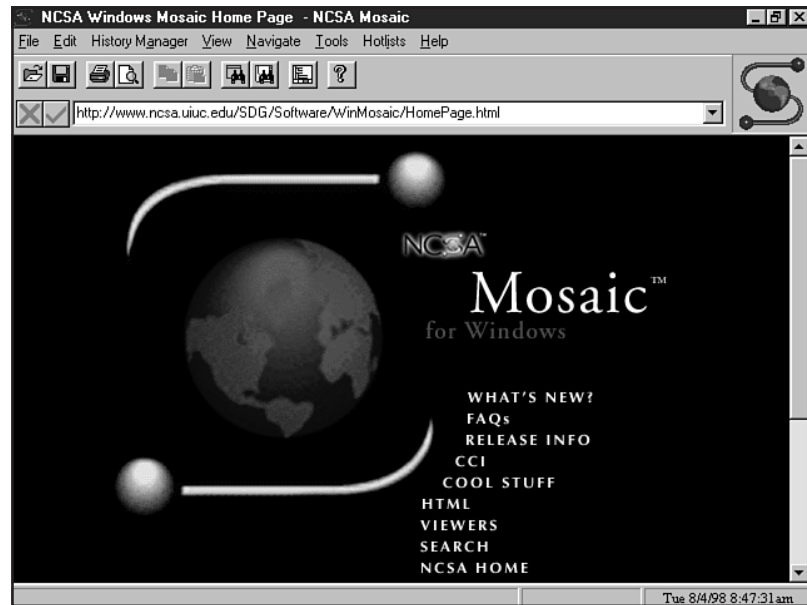 NCSA Windows Mosaic Home Page - NCSA Mosaic
File Edit History Manager View Navigate Tools Hotlists Help
http://www.ncsa.uiuc.edu/SDG/Software/WinMosaic/HomePage.html
NCSA™
Mosaic™
for Windows
WHAT'S NEW?
FAQs
RELEASE INFO
CCI
COOL STUFF
HTML
VIEWERS
SEARCH
NCSA HOME
Tue 8/4/98 8:47:31am